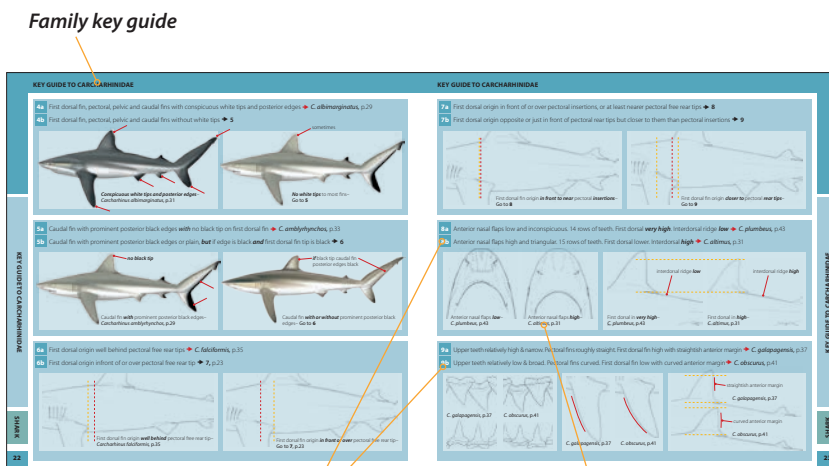 Family key guide
KEY GUIDE TO CARCHARHINIDAE
4a First dorsal fin, pectoral, pelvic and caudal fins with conspicuous white tips and posterior edges ➔ C. albimarginatus, p.29
4b First dorsal fin, pectoral, pelvic and caudal fins without white tips ➔ 5
sometimes
Conspicuous white tips and posterior edges–
Carcharhinus albimarginatus, p.31
No white tips to most fins–
Go to 5
5a Caudal fin with prominent posterior black edges with no black tip on first dorsal fin ➔ C. amblyrhynchos, p.33
5b Caudal fin with prominent posterior black edges or plain, but if edge is black and first dorsal fin tip is black ➔ 6
no black tip
If black tip caudal fin
posterior edges black
Caudal fin with prominent posterior black edges–
Carcharhinus amblyrhynchos, p.29
Caudal fin with or without prominent posterior black
edges– Go to 6
6a First dorsal origin well behind pectoral free rear tips ➔ C. falciformis, p.35
6b First dorsal origin infront of or over pectoral free rear tip ➔ 7, p.23
First dorsal fin origin well behind pectoral free rear tip–
Carcharhinus falciformis, p.35
First dorsal fin origin in front or over pectoral free rear tip–
Go to 7, p.23
KEY GUIDE TO CARCHARHINIDAE
SHARK
22
KEY GUIDE TO CARCHARHINIDAE
7a First dorsal origin in front of or over pectoral insertions, or at least nearer pectoral free rear tips ➔ 8
7b First dorsal origin opposite or just in front of pectoral rear tips but closer to them than pectoral insertions ➔ 9
First dorsal fin origin in front to near pectoral insertions–
Go to 8
First dorsal fin origin closer to pectoral rear tips–
Go to 9
8a Anterior nasal flaps low and inconspicuous. 14 rows of teeth. First dorsal very high. Interdorsal ridge low ➔ C. plumbeus, p.43
8b Anterior nasal flaps high and triangular. 15 rows of teeth. First dorsal lower. Interdorsal high ➔ C. altimus, p.31
interdorsal ridge low
interdorsal ridge high
Anterior nasal flaps low–
C. plumbeus, p.43
Anterior nasal flaps high–
C. altimus, p.31
First dorsal in very high–
C. plumbeus, p.43
First dorsal in high–
C. altimus, p.31
9a Upper teeth relatively high & narrow. Pectoral fins roughly straight. First dorsal fin high with straightish anterior margin ➔ C. galapagensis, p.37
9b Upper teeth relatively low & broad. Pectoral fins curved. First dorsal fin low with curved anterior margin ➔ C. obscurus, p.41
straightish anterior margin
C. galapagensis, p.37
curved anterior margin
C. obscurus, p.41
C. galapagensis, p.37
C. obscurus, p.41
C. galapagensis, p.37
C. obscurus, p.41